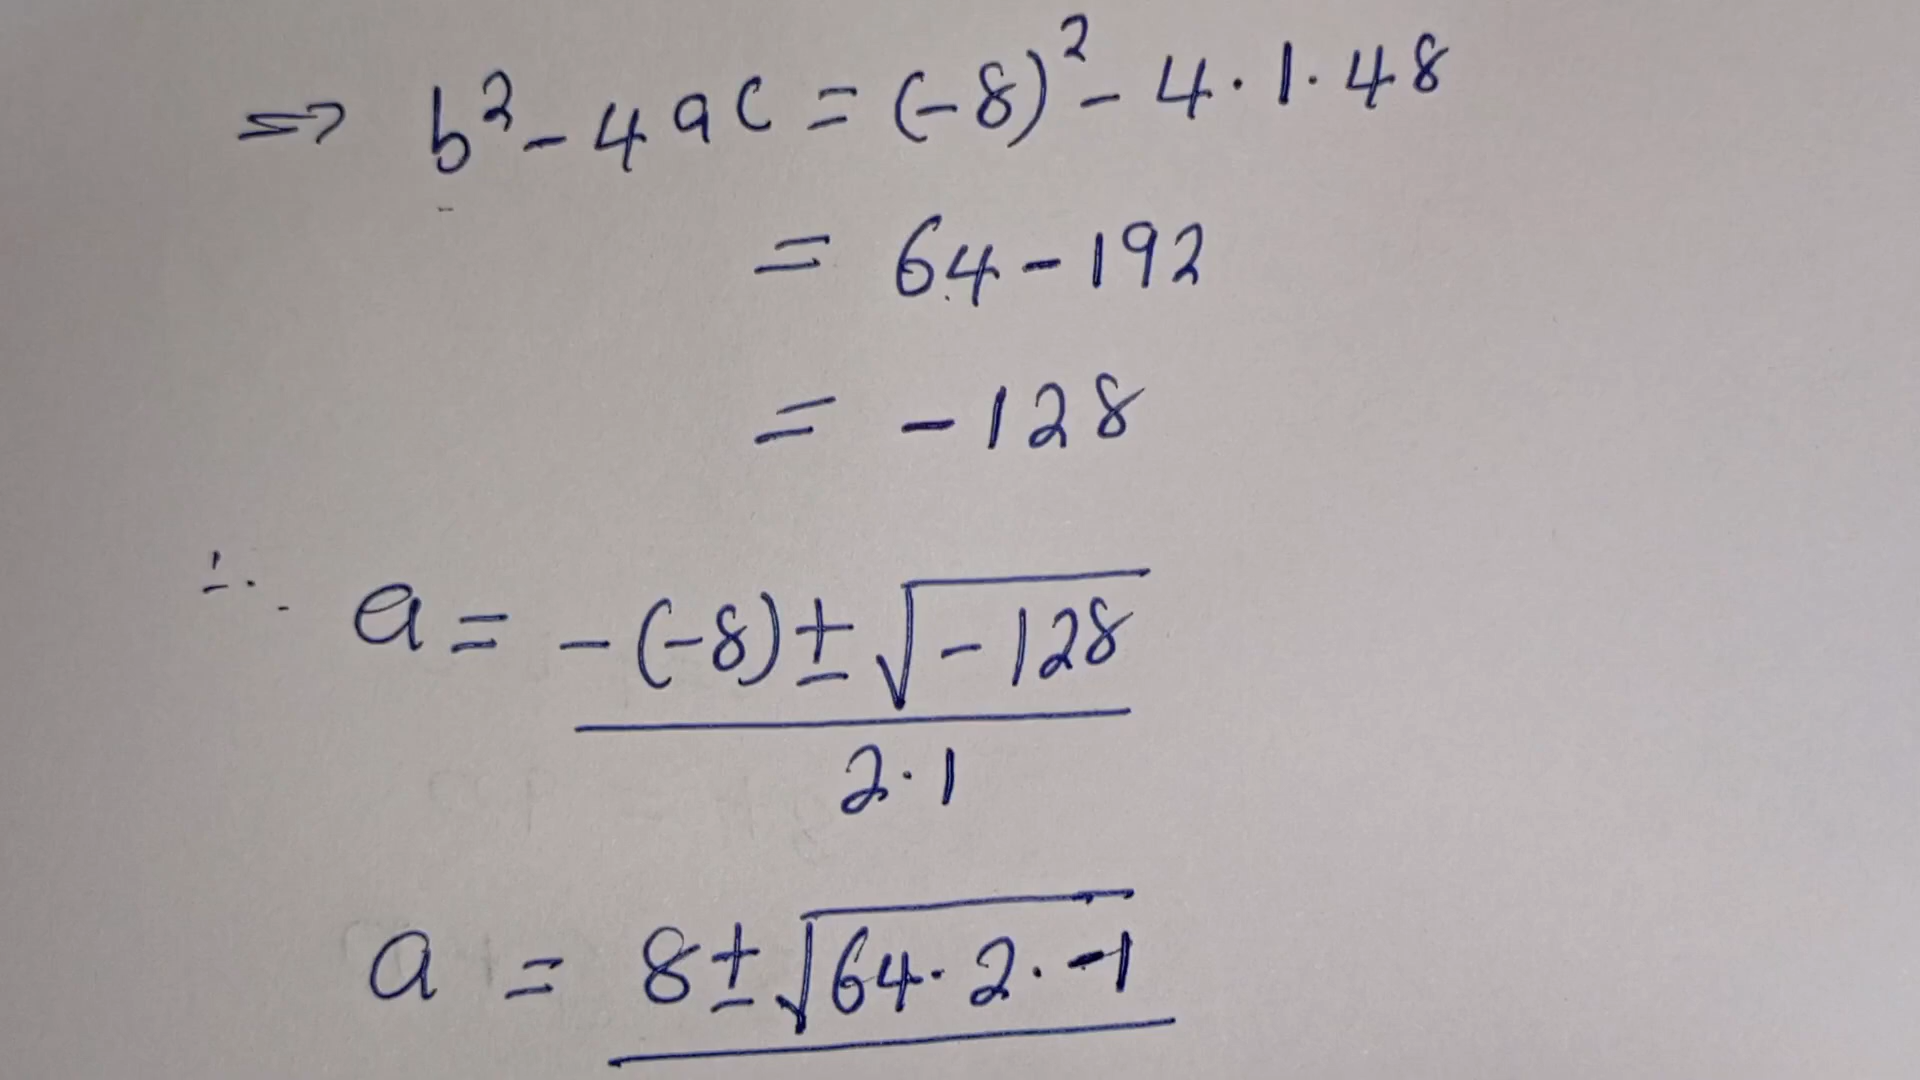 ⇒ b² - 4ac = (-8)² - 4·1·48
= 64 - 192
= -128
∴ a = -(-8) ± √-128
2·1
a = 8 ± √64·2·-1